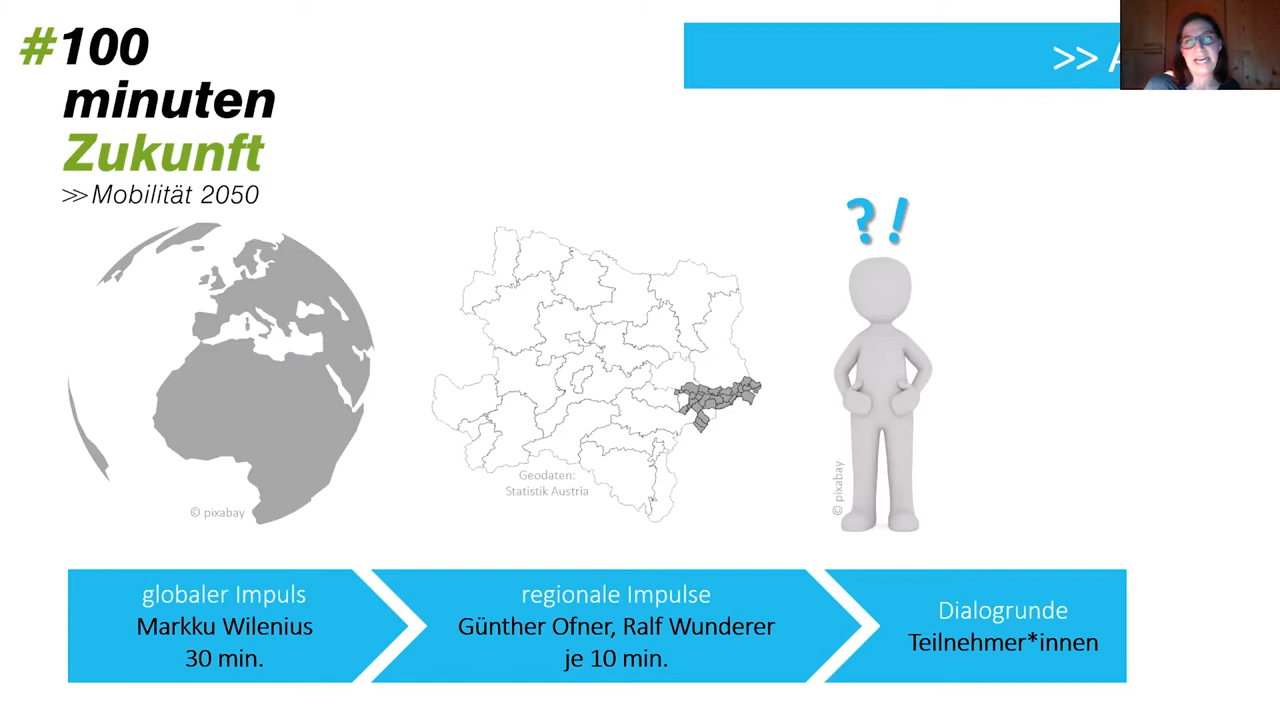 #100
minuten
Zukunft
>> Mobilität 2050
>>
? !
© pixabay
Geodaten:
Statistik Austria
© pixabay
globaler Impuls
Markku Wilenius
30 min.
regionale Impulse
Günther Ofner, Ralf Wunderer
je 10 min.
Dialogrunde
Teilnehmer*innen